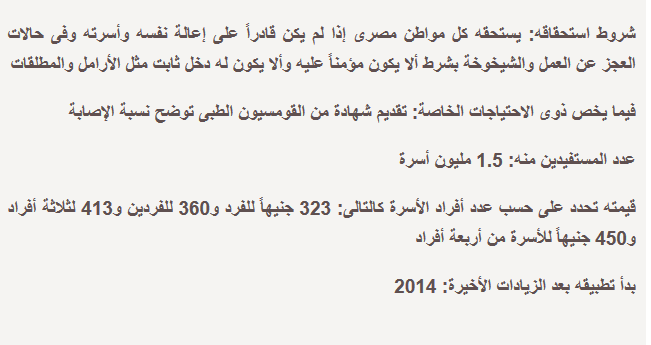 شروط استحقاقه: يستحقه كل مواطن مصرى إذا لم يكن قادراً على إعالة نفسه وأسرته وفى حالات
العجز عن العمل والشيخوخة بشرط ألا يكون مؤمناً عليه وألا يكون له دخل ثابت مثل الأرامل والمطلقات
فيما يخص ذوى الاحتياجات الخاصة: تقديم شهادة من القومسيون الطبى توضح نسبة الإصابة
عدد المستفيدين منه: 1.5 مليون أسرة
قيمته تحدد على حسب عدد أفراد الأسرة كالتالى: 323 جنيهاً للفرد و360 للفردين و413 لثلاثة أفراد
و450 جنيهاً للأسرة من أربعة أفراد
بدأ تطبيقه بعد الزيادات الأخيرة: 2014